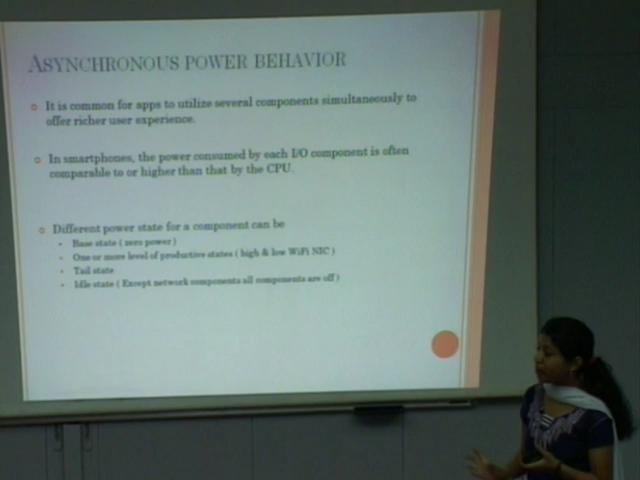 ASYNCHRONOUS POWER BEHAVIOR
It is common for apps to utilize several components simultaneously to
offer richer user experience.
In smartphones, the power consumed by each I/O component is often
comparable to or higher than that by the CPU.
Different power state for a component can be
Base state ( zero power )
One or more level of productive states ( high & low WiFi NIC )
Tail state
Idle state ( Except network components all components are off )